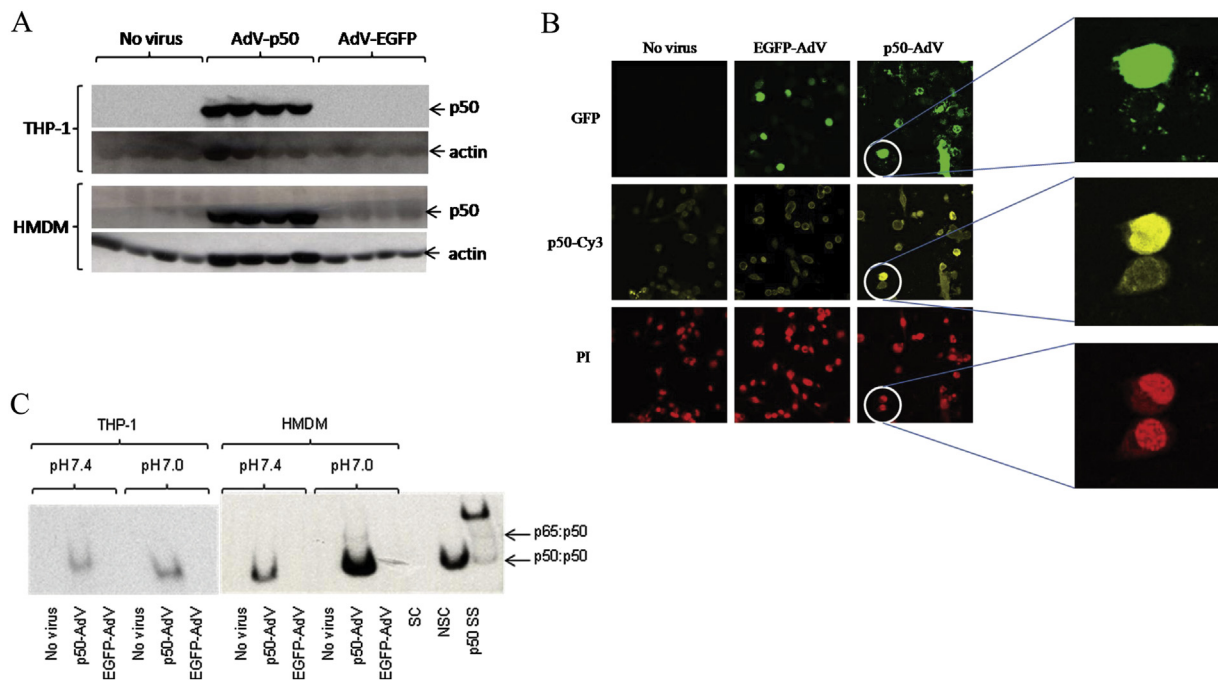 A
No virus AdV-p50 AdV-EGFP
THP-1
p50
actin
HMDM
p50
actin
B
No virus EGFP-AdV p50-AdV
GFP
p50-Cy3
PI
C
THP-1 HMDM
pH7.4 pH7.0 pH7.4 pH7.0
p65:p50
p50:p50
No virus p50-AdV EGFP-AdV No virus p50-AdV EGFP-AdV No virus p50-AdV EGFP-AdV No virus p50-AdV EGFP-AdV SC NSC p50 SS